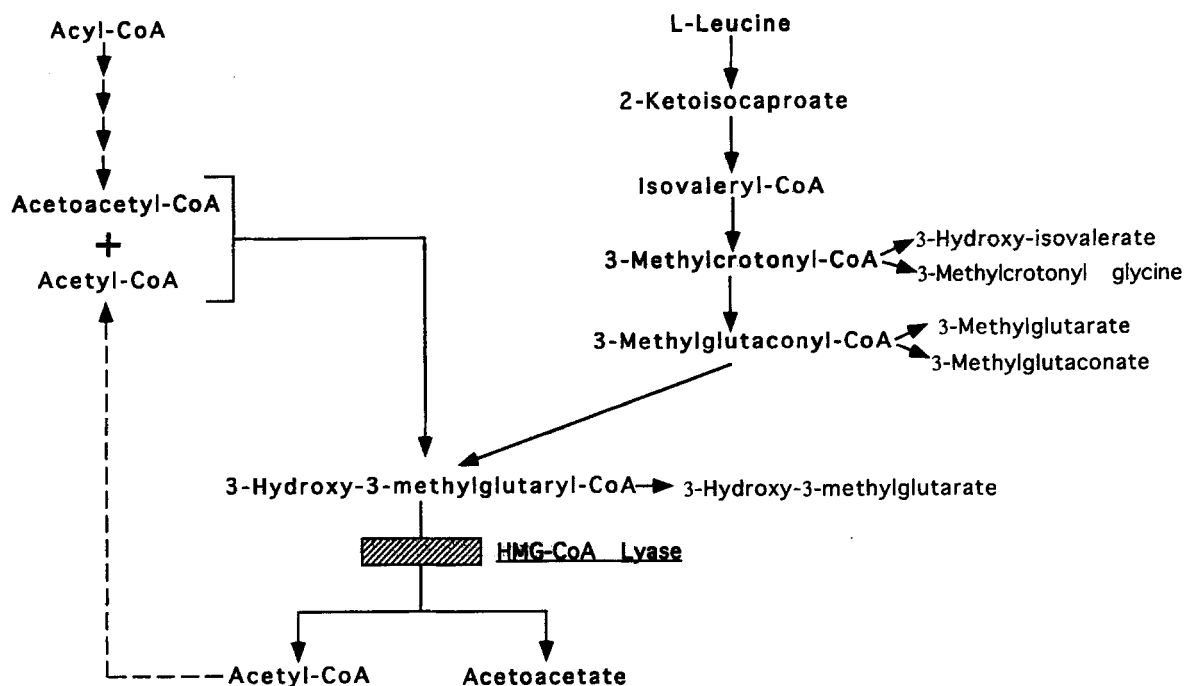 Acyl-CoA
Acetoacetyl-CoA
+
Acetyl-CoA
L-Leucine
2-Ketoisocaproate
Isovaleryl-CoA
3-Methylcrotonyl-CoA
3-Hydroxy-isovalerate
3-Methylcrotonyl glycine
3-Methylglutaconyl-CoA
3-Methylglutarate
3-Methylglutaconate
3-Hydroxy-3-methylglutaryl-CoA
3-Hydroxy-3-methylglutarate
HMG-CoA Lyase
Acetyl-CoA
Acetoacetate